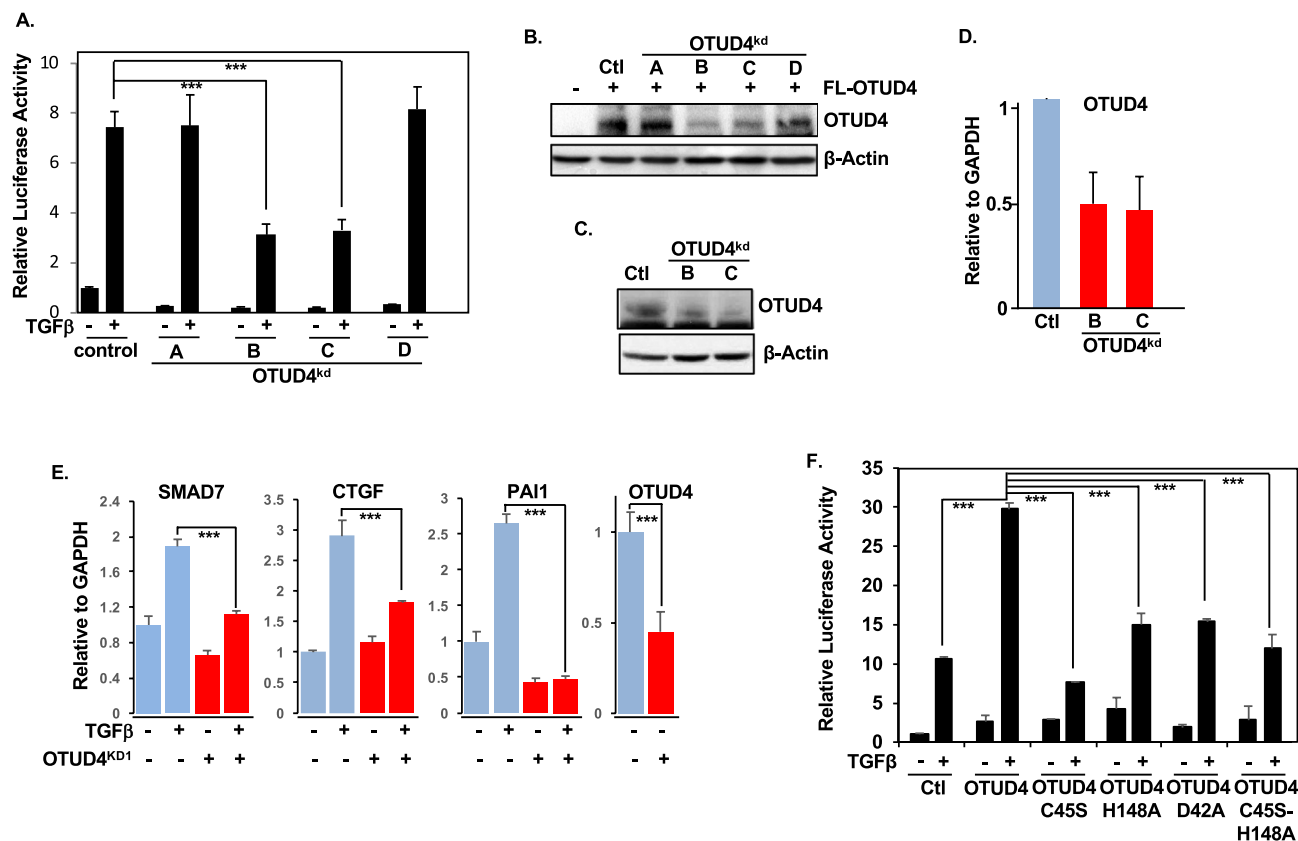 A.
Relative Luciferase Activity
10
8
6
4
2
0
***
***
TGFβ - + - + - + - + - +
control A B C D
OTUD4kd
B.
OTUD4kd
Ctl A B C D
- + + + + + FL-OTUD4
OTUD4
β-Actin
C.
OTUD4kd
Ctl B C
OTUD4
β-Actin
D.
OTUD4
Relative to GAPDH
1
0.5
0
Ctl B C
OTUD4kd
E.
Relative to GAPDH
SMAD7
2.4
2
1.6
1.2
0.8
0.4
0
***
CTGF
3.5
3
2.5
2
1.5
1
0.5
0
***
PAI1
3
2.5
2
1.5
1
0.5
0
***
OTUD4
1
0.5
0
***
TGFβ - + - + - + - + - + - +
OTUD4KD1 - - + + - - + + - - + + - +
F.
Relative Luciferase Activity
35
30
25
20
15
10
5
0
***
***
***
***
***
TGFβ - + - + - + - + - + - +
Ctl OTUD4 OTUD4 OTUD4 OTUD4 OTUD4
C45S H148A D42A C45S-
H148A